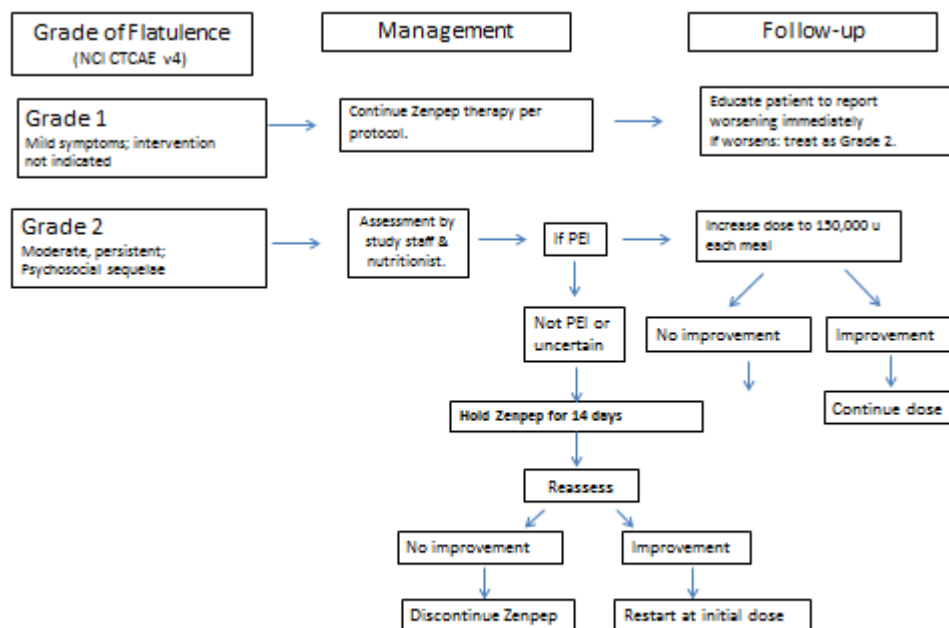 Grade of Flatulence
(NCI CTCAE v4)
Management
Follow-up
Grade 1
Mild symptoms; intervention
not indicated
Continue Zenpep therapy per
protocol.
Educate patient to report
worsening immediately
If worsens: treat as Grade 2.
Grade 2
Moderate, persistent;
Psychosocial sequelae
Assessment by
study staff &
nutritionist.
If PEI
Increase dose to 150,000 u
each meal
Not PEI or
uncertain
No improvement
Improvement
Hold Zenpep for 14 days
Continue dose
Reassess
No improvement
Improvement
Discontinue Zenpep
Restart at initial dose